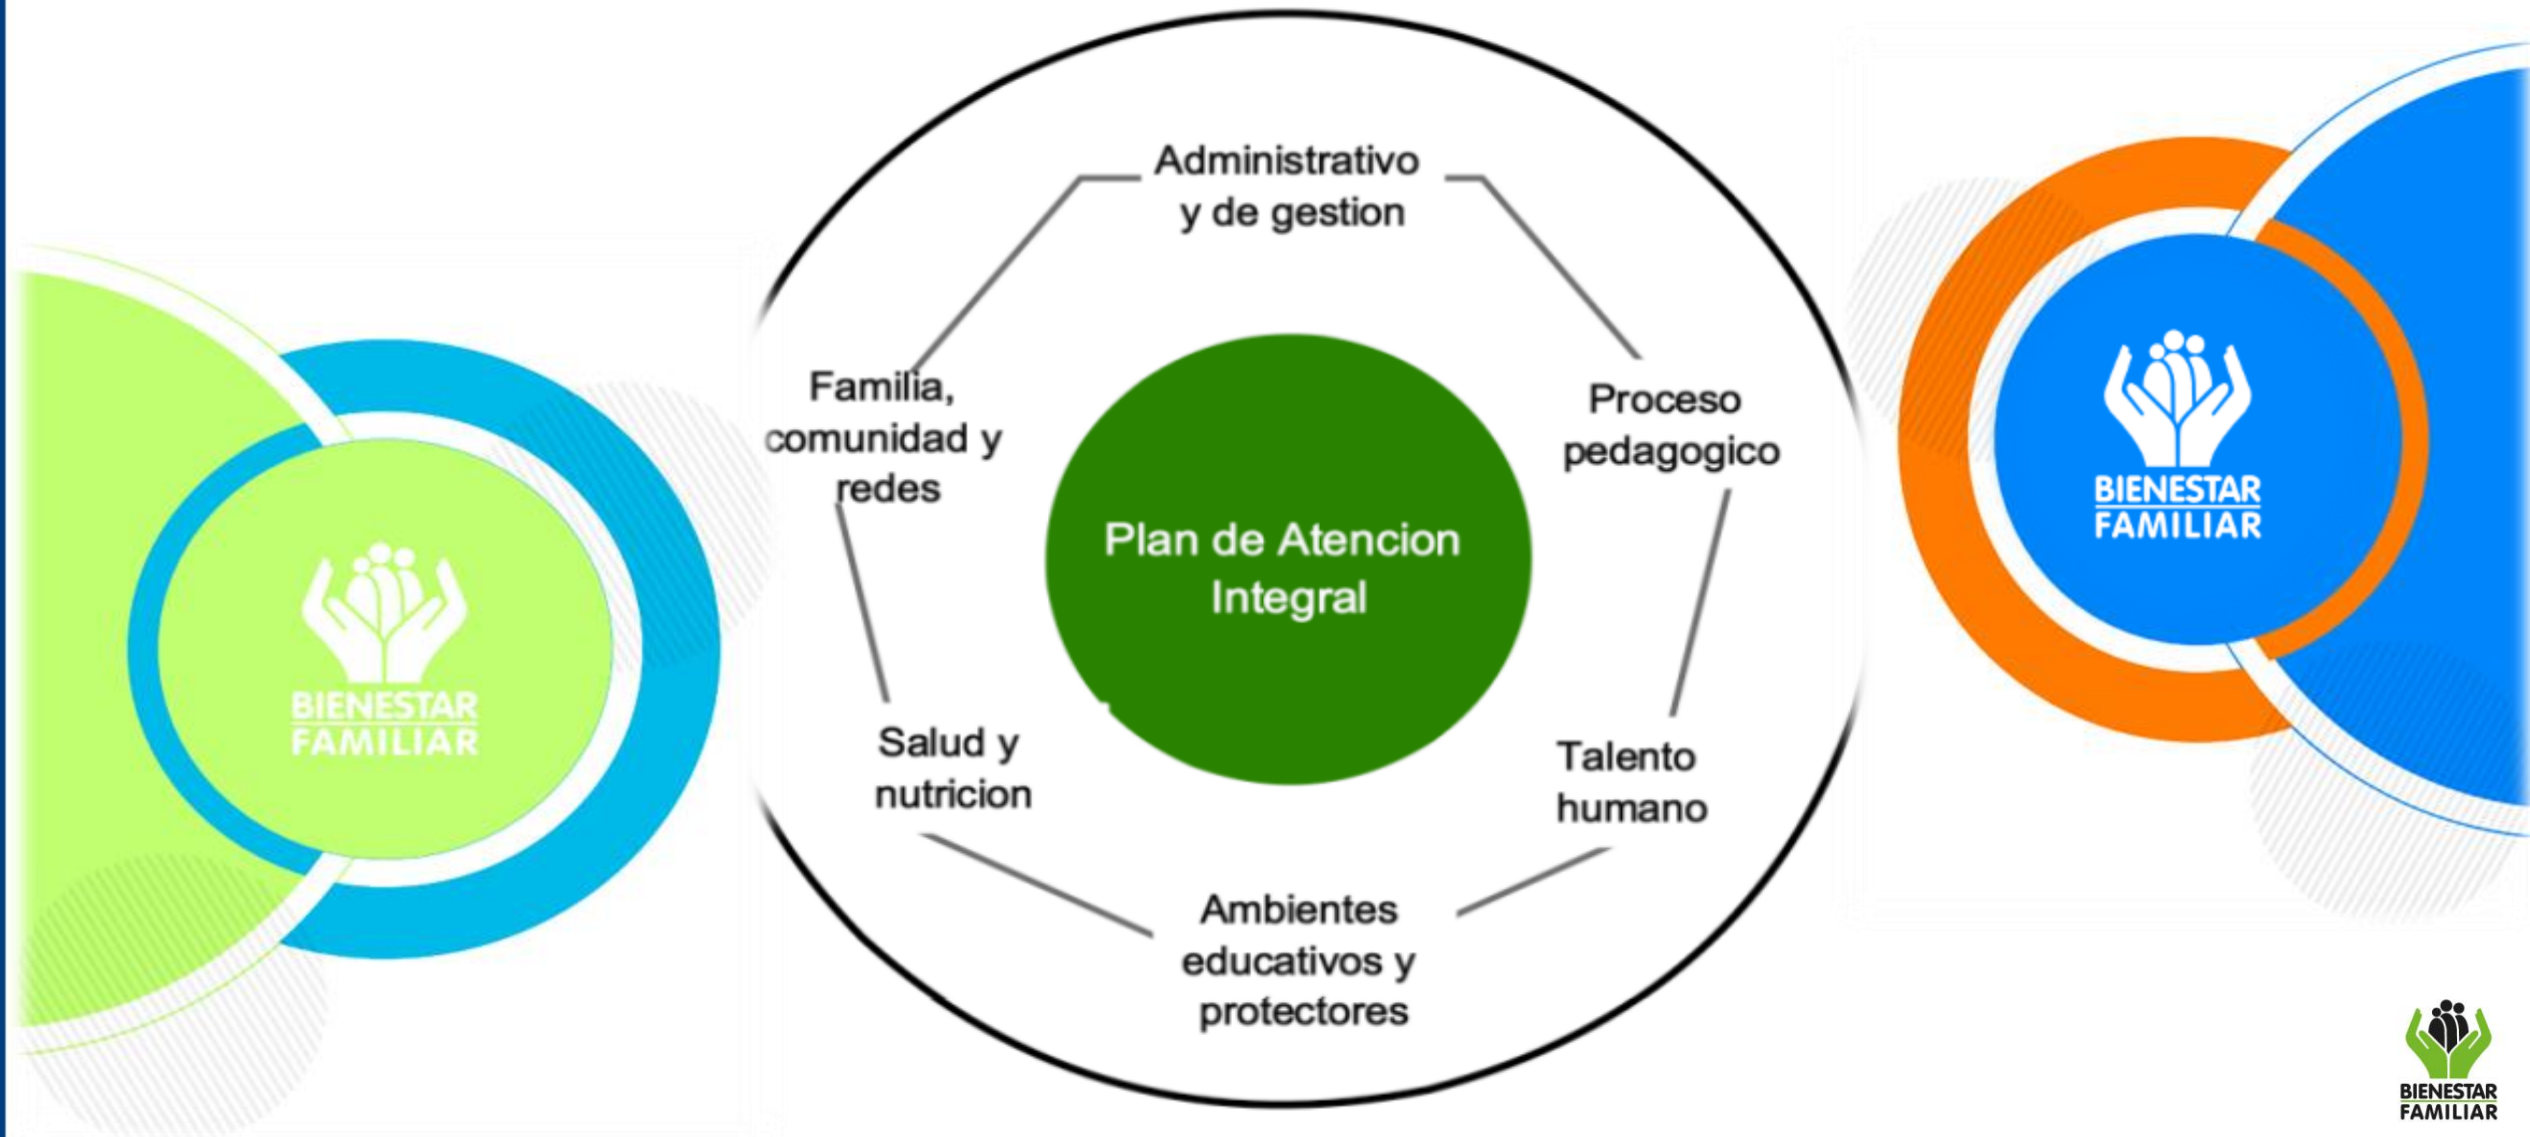 Administrativo
y de gestion
Familia,
comunidad y
redes
Proceso
pedagogico
Plan de Atencion
Integral
Salud y
nutricion
Talento
humano
Ambientes
educativos y
protectores
BIENESTAR
FAMILIAR
BIENESTAR
FAMILIAR
BIENESTAR
FAMILIAR